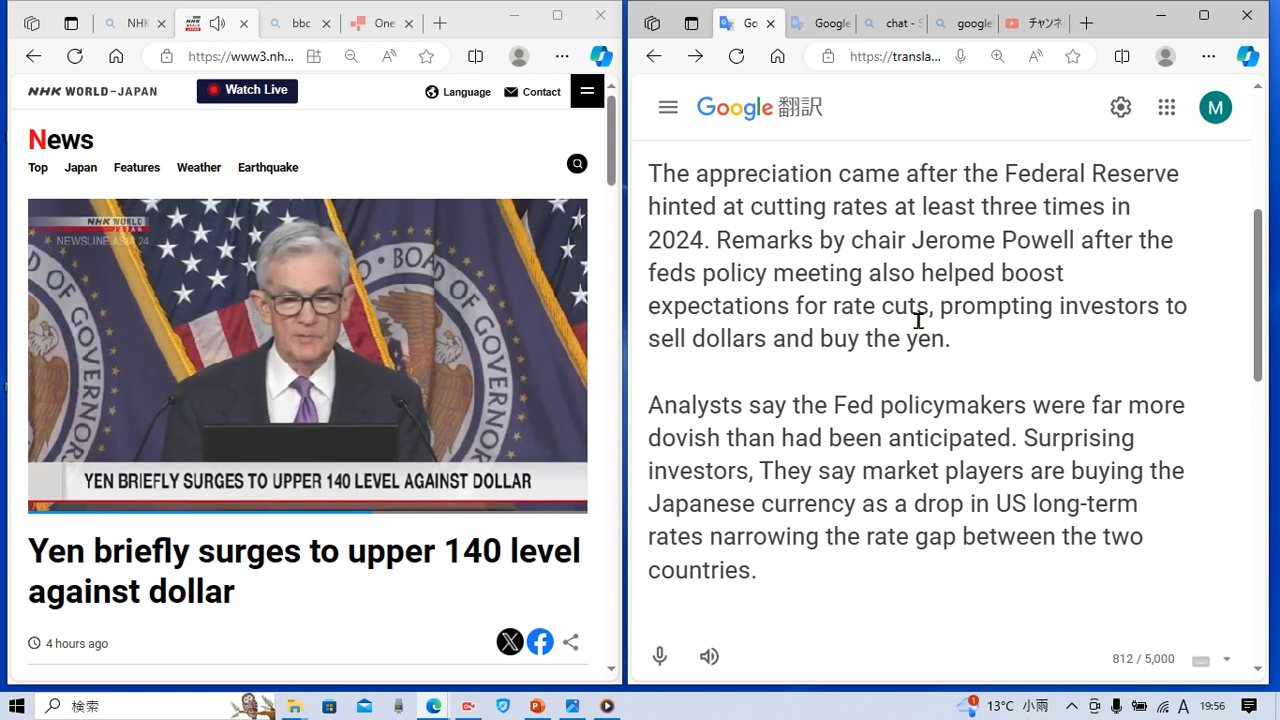 NHK
bbc
One
https://www3.nh...
NHK WORLD-JAPAN
Watch Live
Language
Contact
News
Top
Japan
Features
Weather
Earthquake
NHK WORLD
NEWSLINE ASIA 24
BOARD
GOVERNORS
YEN BRIEFLY SURGES TO UPPER 140 LEVEL AGAINST DOLLAR
Yen briefly surges to upper 140 level
against dollar
4 hours ago
Go
Google
chat - S
google
チャンネ
https://transla...
Google 翻訳
M
The appreciation came after the Federal Reserve
hinted at cutting rates at least three times in
2024. Remarks by chair Jerome Powell after the
feds policy meeting also helped boost
expectations for rate cuts, prompting investors to
sell dollars and buy the yen.
Analysts say the Fed policymakers were far more
dovish than had been anticipated. Surprising
investors, They say market players are buying the
Japanese currency as a drop in US long-term
rates narrowing the rate gap between the two
countries.
812 / 5,000
検索
1
13°C 小雨
A
19:56